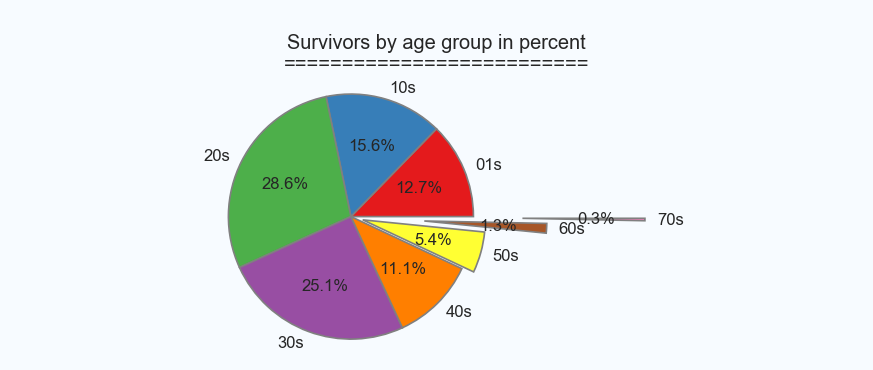 Survivors by age group in percent
==========================
10s
20s
15.6%
01s
28.6%
12.7%
0.3%
70s
1.3%
60s
5.4%
50s
11.1%
25.1%
40s
30s